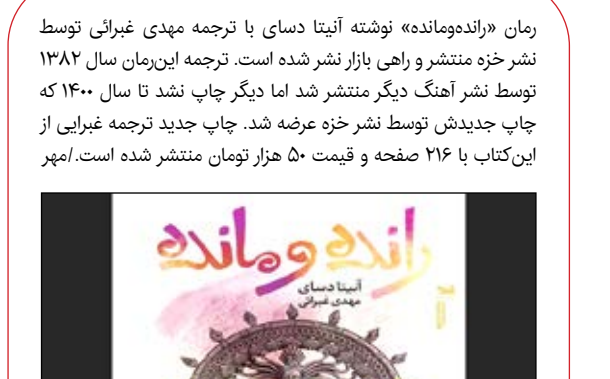 رمان «رانده‌ومانده» نوشته آنیتا دسای با ترجمه مهدی غبرائی توسط
نشر خزه منتشر و راهی بازار نشر شده است. ترجمه این‌رمان سال ۱۳۸۲
توسط نشر آهنگ دیگر منتشر شد اما دیگر چاپ نشد تا سال ۱۴۰۰ که
چاپ جدیدش توسط نشر خزه عرضه شد. چاپ جدید ترجمه غبرایی از
این‌کتاب با ۲۱۶ صفحه و قیمت ۵۰ هزار تومان منتشر شده است./مهر
رانده و مانده
آنیتا دسای
مهدی غبرائی